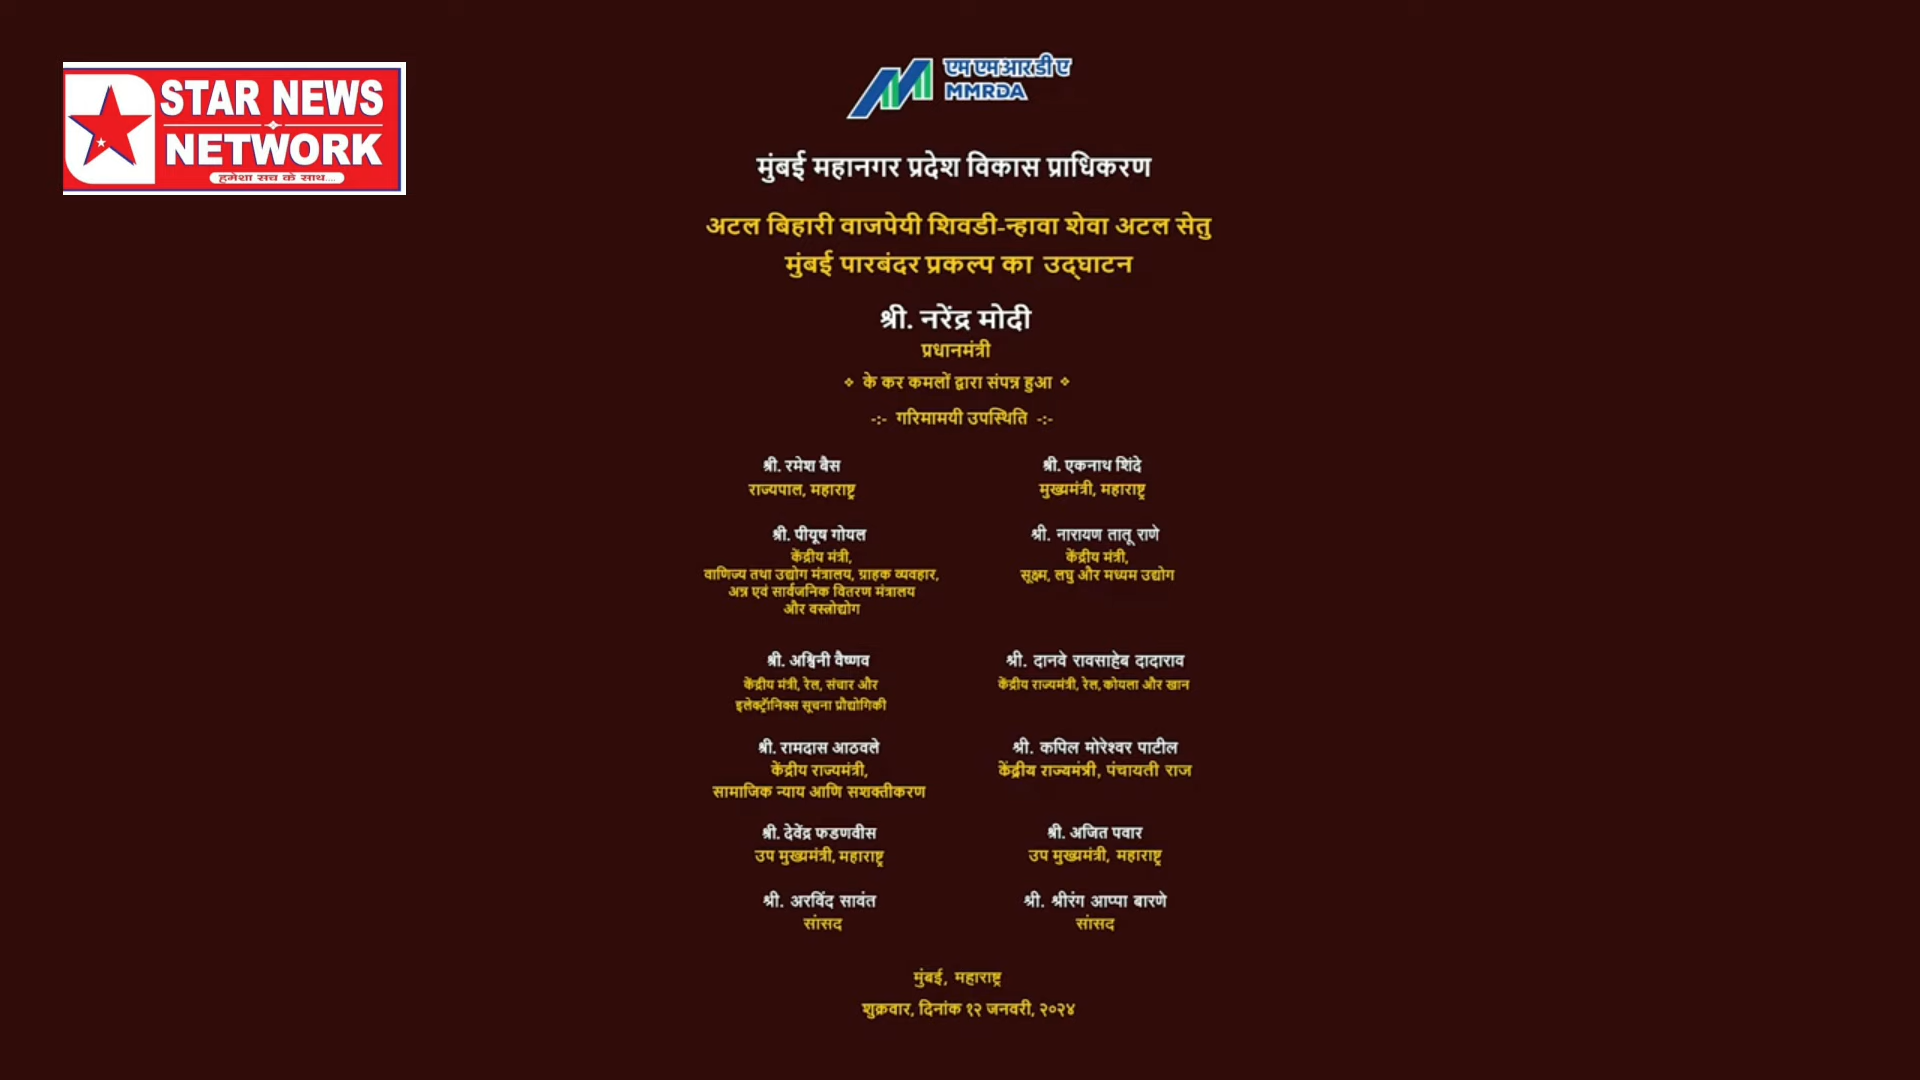 STAR NEWS
NETWORK
हमेशा सच के साथ....
एम एम आर डी ए
MMRDA
मुंबई महानगर प्रदेश विकास प्राधिकरण
अटल बिहारी वाजपेयी शिवडी-न्हावा शेवा अटल सेतु
मुंबई पारबंदर प्रकल्प का उद्‌घाटन
श्री. नरेंद्र मोदी
प्रधानमंत्री
❖ के कर कमलों द्वारा संपन्न हुआ ❖
-:- गरिमामयी उपस्थिति -:-
श्री. रमेश बैस
राज्यपाल, महाराष्ट्र
श्री. एकनाथ शिंदे
मुख्यमंत्री, महाराष्ट्र
श्री. पीयूष गोयल
केंद्रीय मंत्री,
वाणिज्य तथा उद्योग मंत्रालय, ग्राहक व्यवहार,
अन्न एवं सार्वजनिक वितरण मंत्रालय
और वस्त्रोद्योग
श्री. नारायण तातू राणे
केंद्रीय मंत्री,
सूक्ष्म, लघु और मध्यम उद्योग
श्री. अश्विनी वैष्णव
केंद्रीय मंत्री, रेल, संचार और
इलेक्ट्रॅानिक्स सूचना प्रौद्योगिकी
श्री. दानवे रावसाहेब दादाराव
केंद्रीय राज्यमंत्री, रेल, कोयला और खान
श्री. रामदास आठवले
केंद्रीय राज्यमंत्री,
सामाजिक न्याय आणि सशक्तीकरण
श्री. कपिल मोरेश्वर पाटील
केंद्रीय राज्यमंत्री, पंचायती राज
श्री. देवेंद्र फडणवीस
उप मुख्यमंत्री, महाराष्ट्र
श्री. अजित पवार
उप मुख्यमंत्री, महाराष्ट्र
श्री. अरविंद सावंत
सांसद
श्री. श्रीरंग आप्पा बारणे
सांसद
मुंबई, महाराष्ट्र
शुक्रवार, दिनांक १२ जनवरी, २०२४